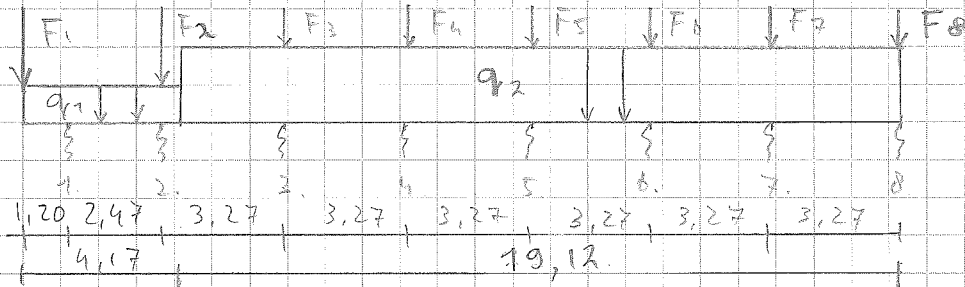 F1 F2 F3 F4 F5 F6 F7 F8
q1 q2
1. 2. 3. 4. 5. 6. 7. 8
1,20 2,47 3,27 3,27 3,27 3,27 3,27 3,27
4,17 19,12.